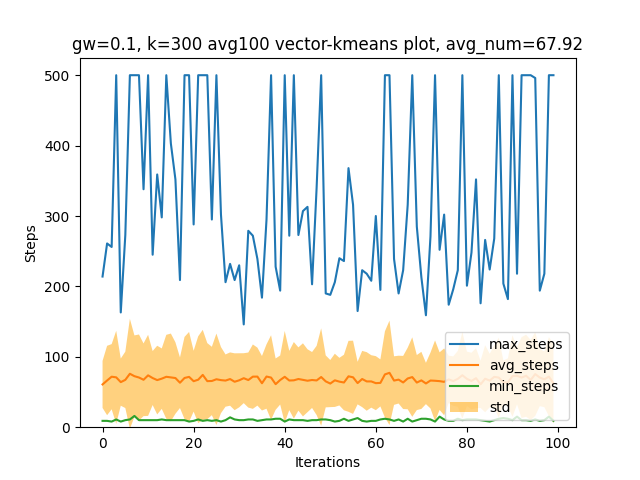 gw=0.1, k=300 avg100 vector-kmeans plot, avg_num=67.92
500
400
300
200
100
0
Steps
0
20
40
60
80
100
Iterations
max_steps
avg_steps
min_steps
std